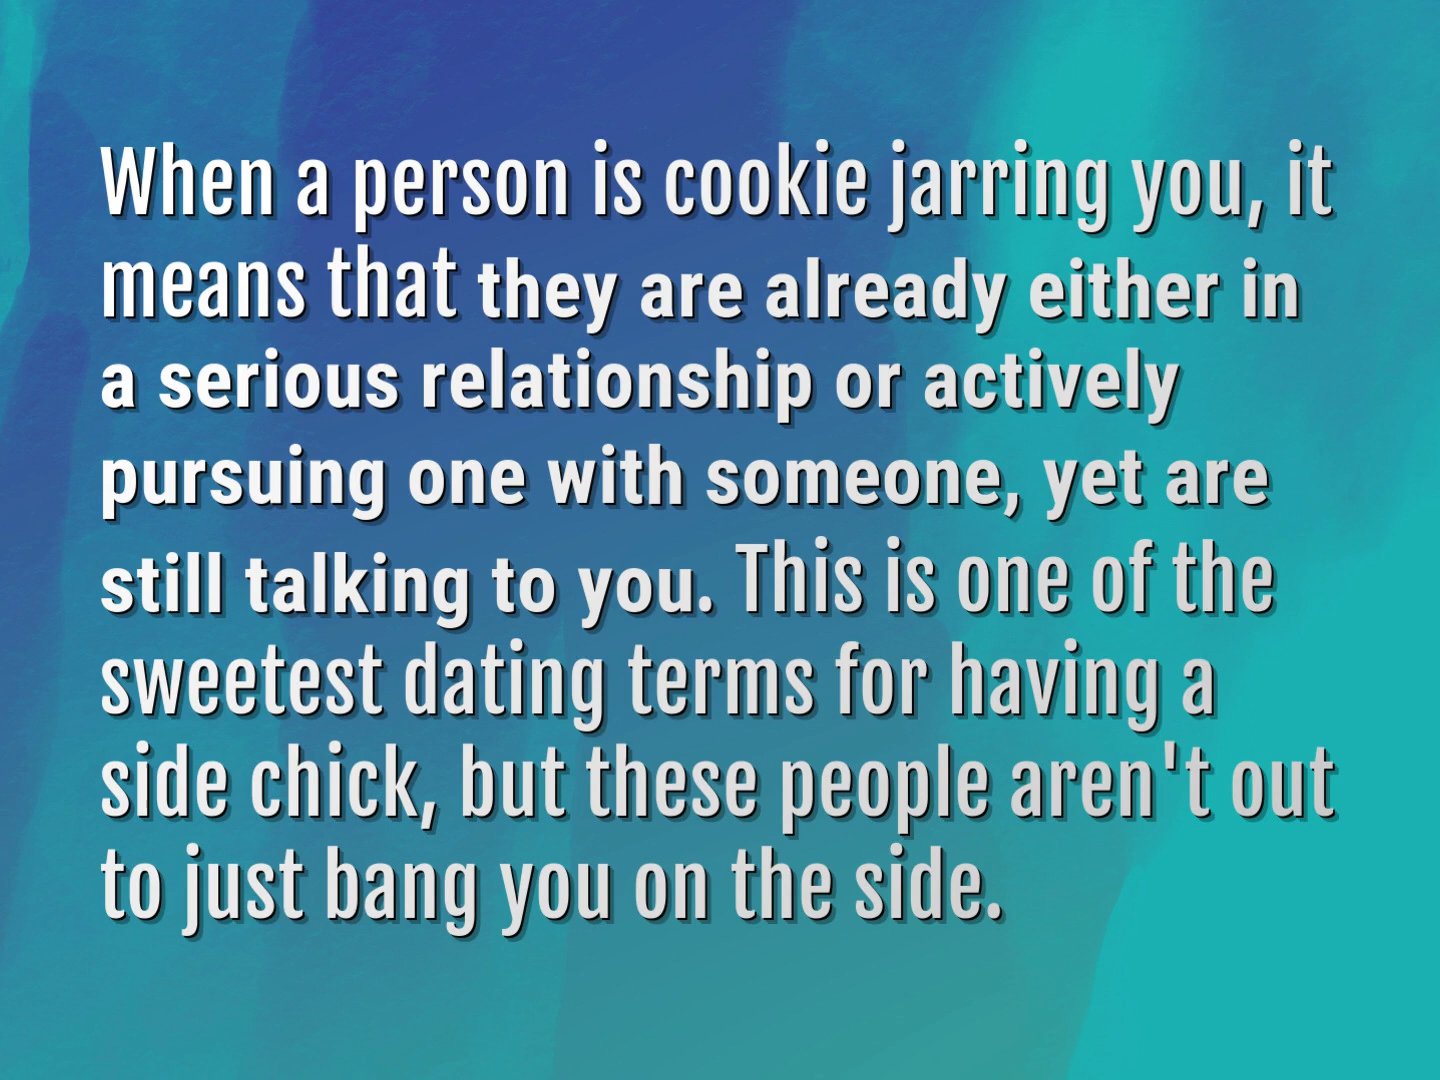 When a person is cookie jarring you, it
means that they are already either in
a serious relationship or actively
pursuing one with someone, yet are
still talking to you. This is one of the
sweetest dating terms for having a
side chick, but these people aren't out
to just bang you on the side.